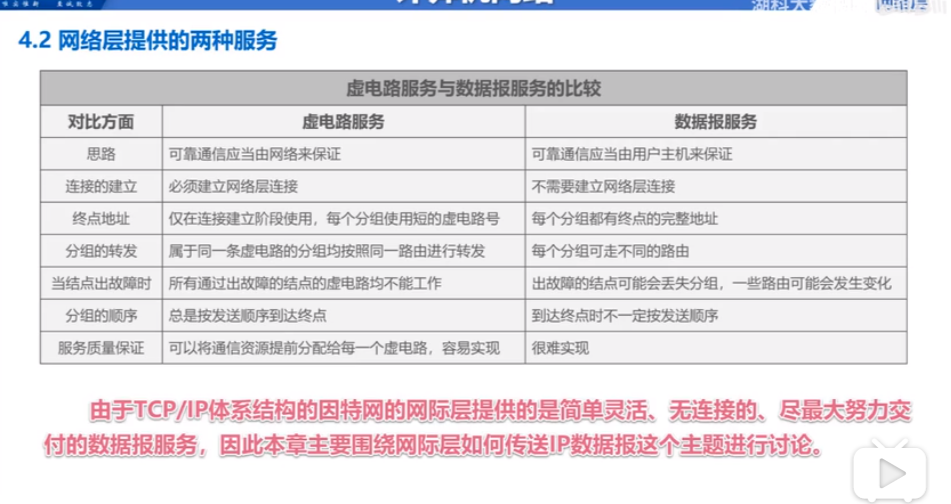 4.2 网络层提供的两种服务
虚电路服务与数据报服务的比较
对比方面 虚电路服务 数据报服务
思路 可靠通信应当由网络来保证 可靠通信应当由用户主机来保证
连接的建立 必须建立网络层连接 不需要建立网络层连接
终点地址 仅在连接建立阶段使用，每个分组使用短的虚电路号 每个分组都有终点的完整地址
分组的转发 属于同一条虚电路的分组均按照同一路由进行转发 每个分组可走不同的路由
当结点出故障时 所有通过出故障的结点的虚电路均不能工作 出故障的结点可能会丢失分组，一些路由可能会发生变化
分组的顺序 总是按发送顺序到达终点 到达终点时不一定按发送顺序
服务质量保证 可以将通信资源提前分配给每一个虚电路，容易实现 很难实现
由于TCP/IP体系结构的因特网的网际层提供的是简单灵活、无连接的、尽最大努力交
付的数据报服务，因此本章主要围绕网际层如何传送IP数据报这个主题进行讨论。